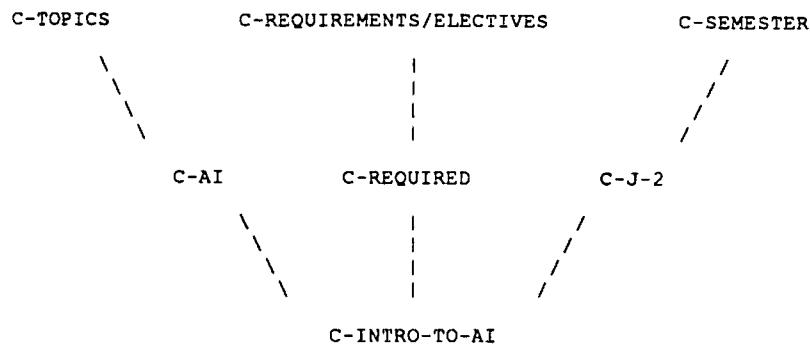 C-TOPICS C-REQUIREMENTS/ELECTIVES C-SEMESTER
C-AI C-REQUIRED C-J-2
C-INTRO-TO-AI